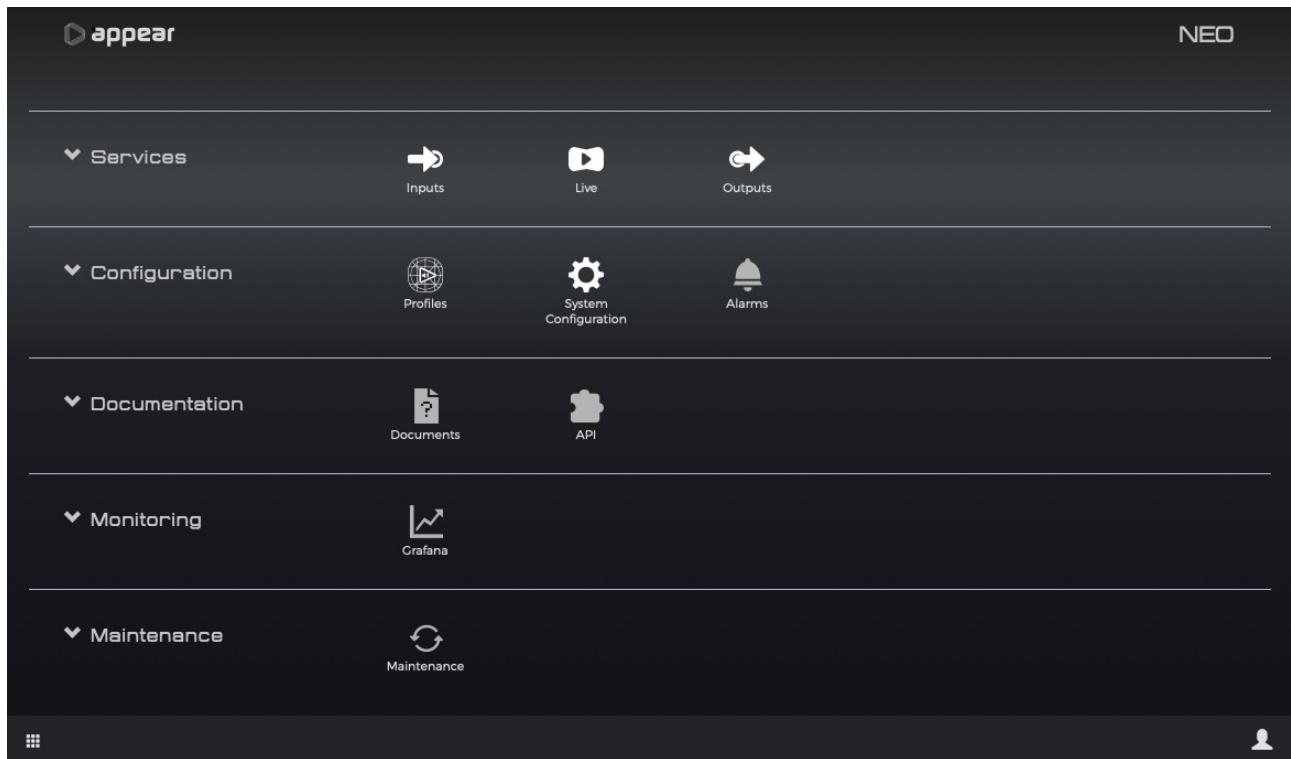 appear
NEO
Services
Inputs
Live
Outputs
Configuration
Profiles
System
Configuration
Alarms
Documentation
?
Documents
API
Monitoring
Grafana
Maintenance
Maintenance